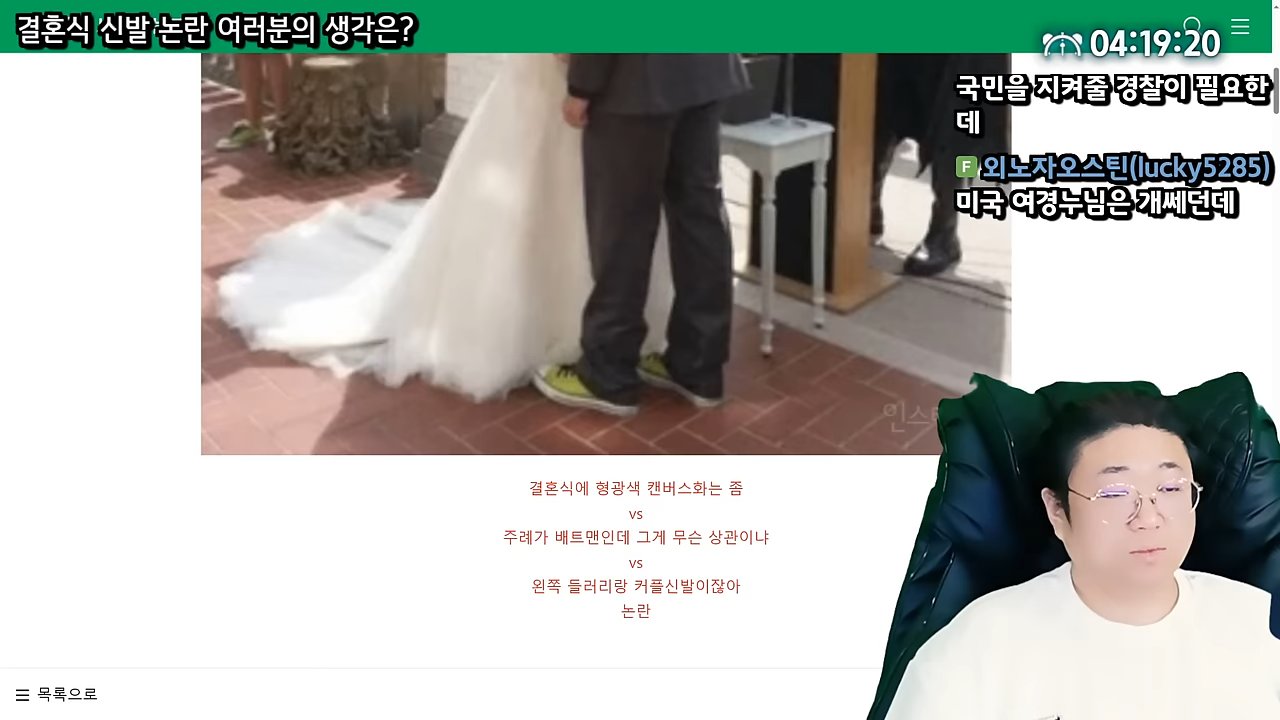 결혼식 신발 논란 여러분의 생각은?
04:19:20
국민을 지켜줄 경찰이 필요한
데
F 외노자오스틴(lucky5285)
미국 여경누님은 개쎄던데
인스
결혼식에 형광색 캔버스화는 좀
vs
주례가 배트맨인데 그게 무슨 상관이냐
vs
왼쪽 들러리랑 커플신발이잖아
논란
목록으로